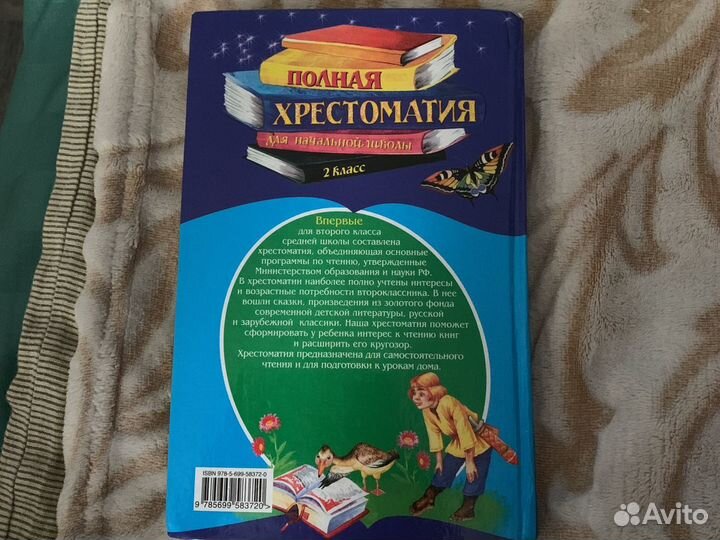 ПОЛНАЯ
ХРЕСТОМАТИЯ
для начальной школы
2 класс
Впервые
для второго класса
средней школы составлена
хрестоматия, объединяющая основные
программы по чтению, утвержденные
Министерством образования и науки РФ.
В хрестоматии наиболее полно учтены интересы
и возрастные потребности второклассника. В нее
вошли сказки, произведения из золотого фонда
современной детской литературы, русской
и зарубежной классики. Наша хрестоматия поможет
сформировать у ребенка интерес к чтению книг
и расширить его кругозор.
Хрестоматия предназначена для самостоятельного
чтения и для подготовки к урокам дома.
ISBN 978-5-699-58372-0
9 785699 583720
Avito